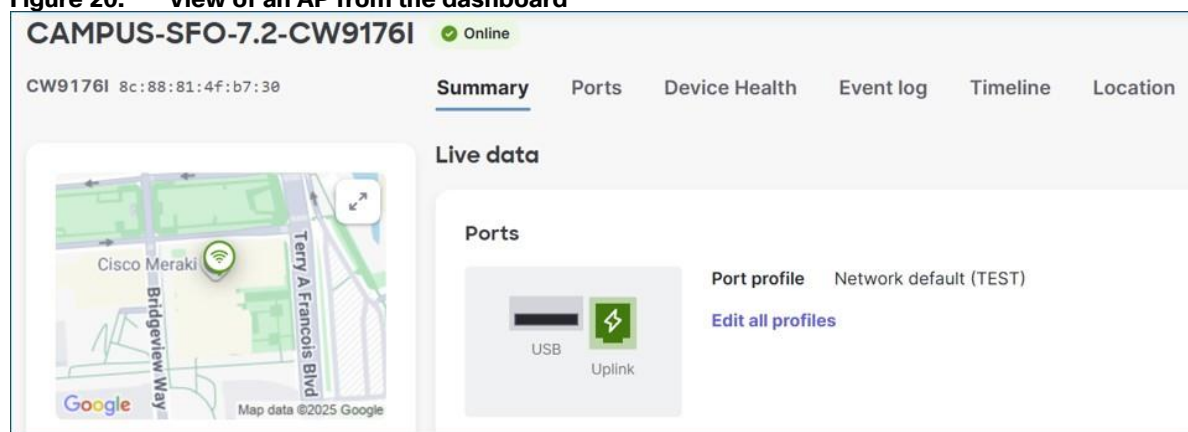 Figure 20. View of an AP from the dashboard
CAMPUS-SFO-7.2-CW9176I Online
CW9176I 8c:88:81:4f:b7:30
Summary Ports Device Health Event log Timeline Location
Live data
Cisco Meraki
Bridgeview Way
Terry A Francois Blvd
Google
Map data ©2025 Google
Ports
USB
Uplink
Port profile Network default (TEST)
Edit all profiles